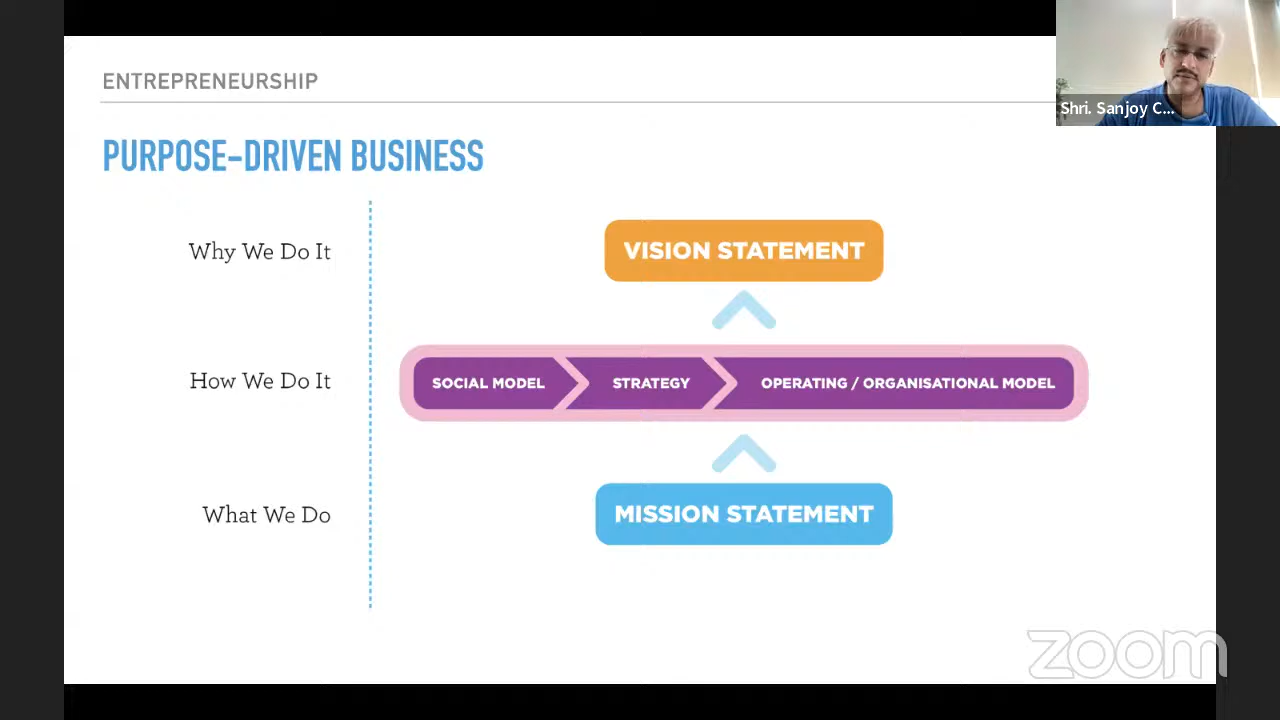 ENTREPRENEURSHIP
Shri. Sanjoy C...
PURPOSE-DRIVEN BUSINESS
Why We Do It
VISION STATEMENT
How We Do It
SOCIAL MODEL
STRATEGY
OPERATING / ORGANISATIONAL MODEL
What We Do
MISSION STATEMENT
zoom